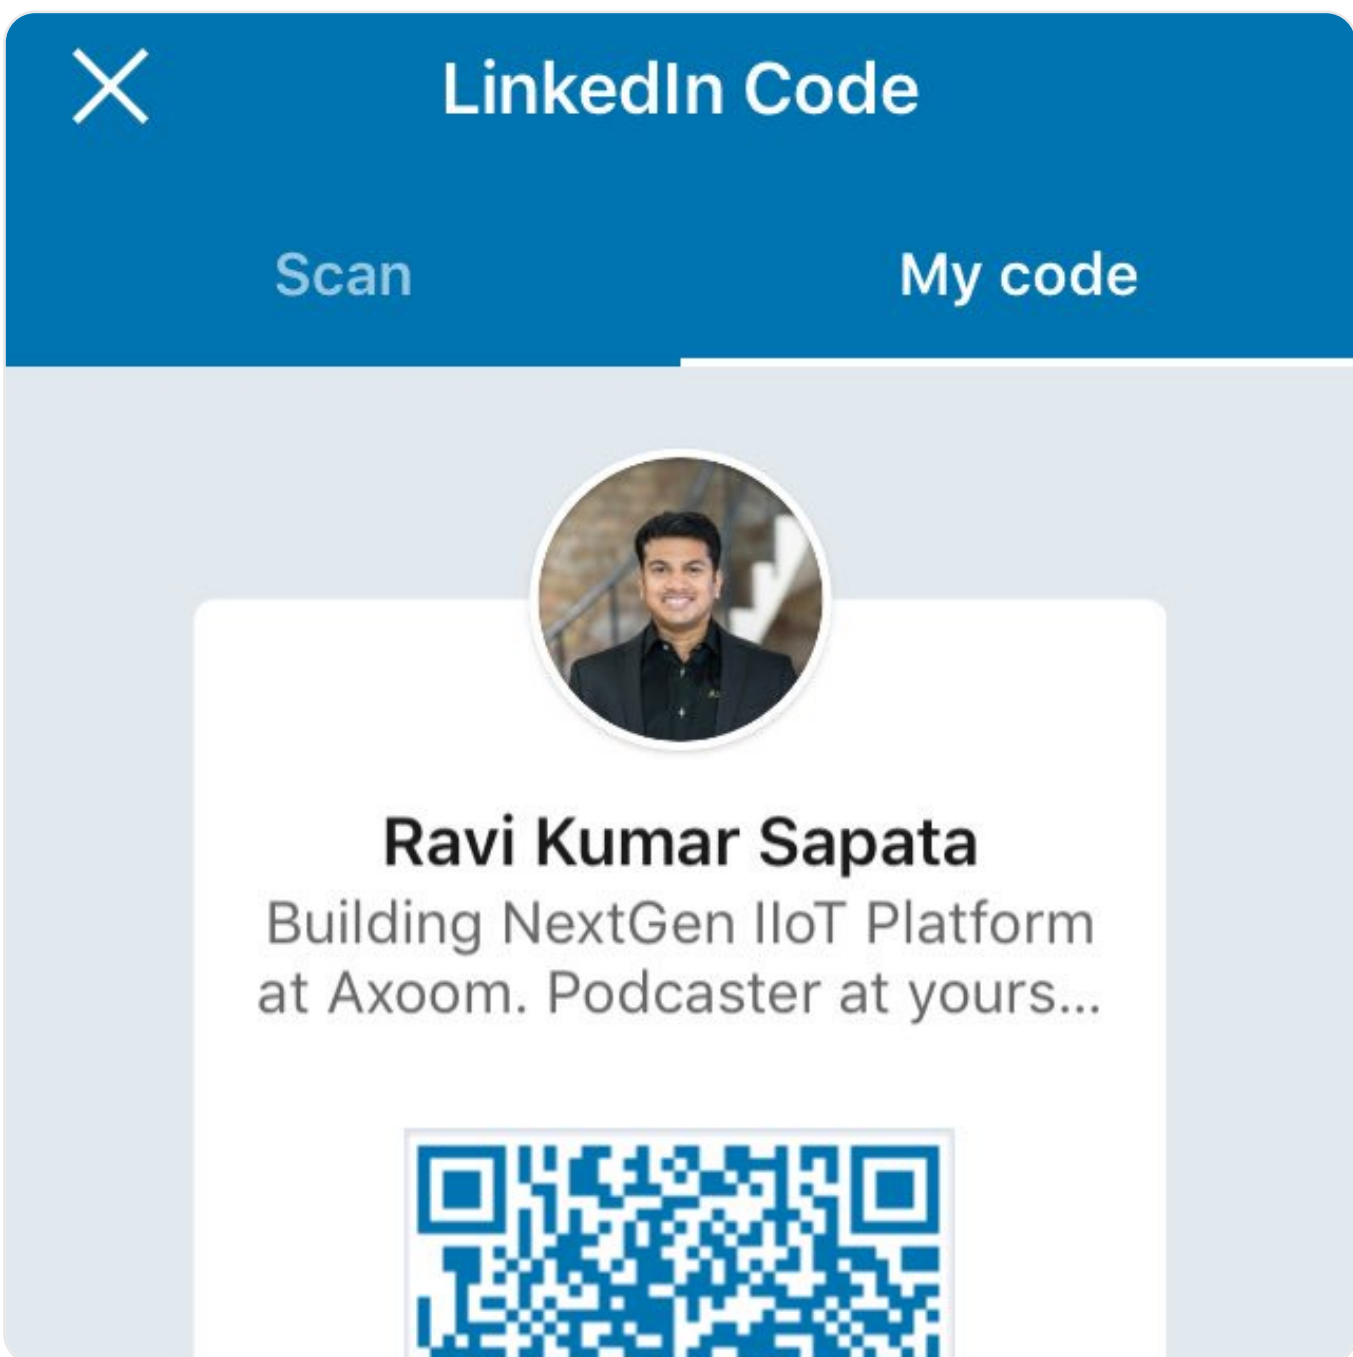 LinkedIn Code
Scan
My code
Ravi Kumar Sapata
Building NextGen IIoT Platform
at Axoom. Podcaster at yours...